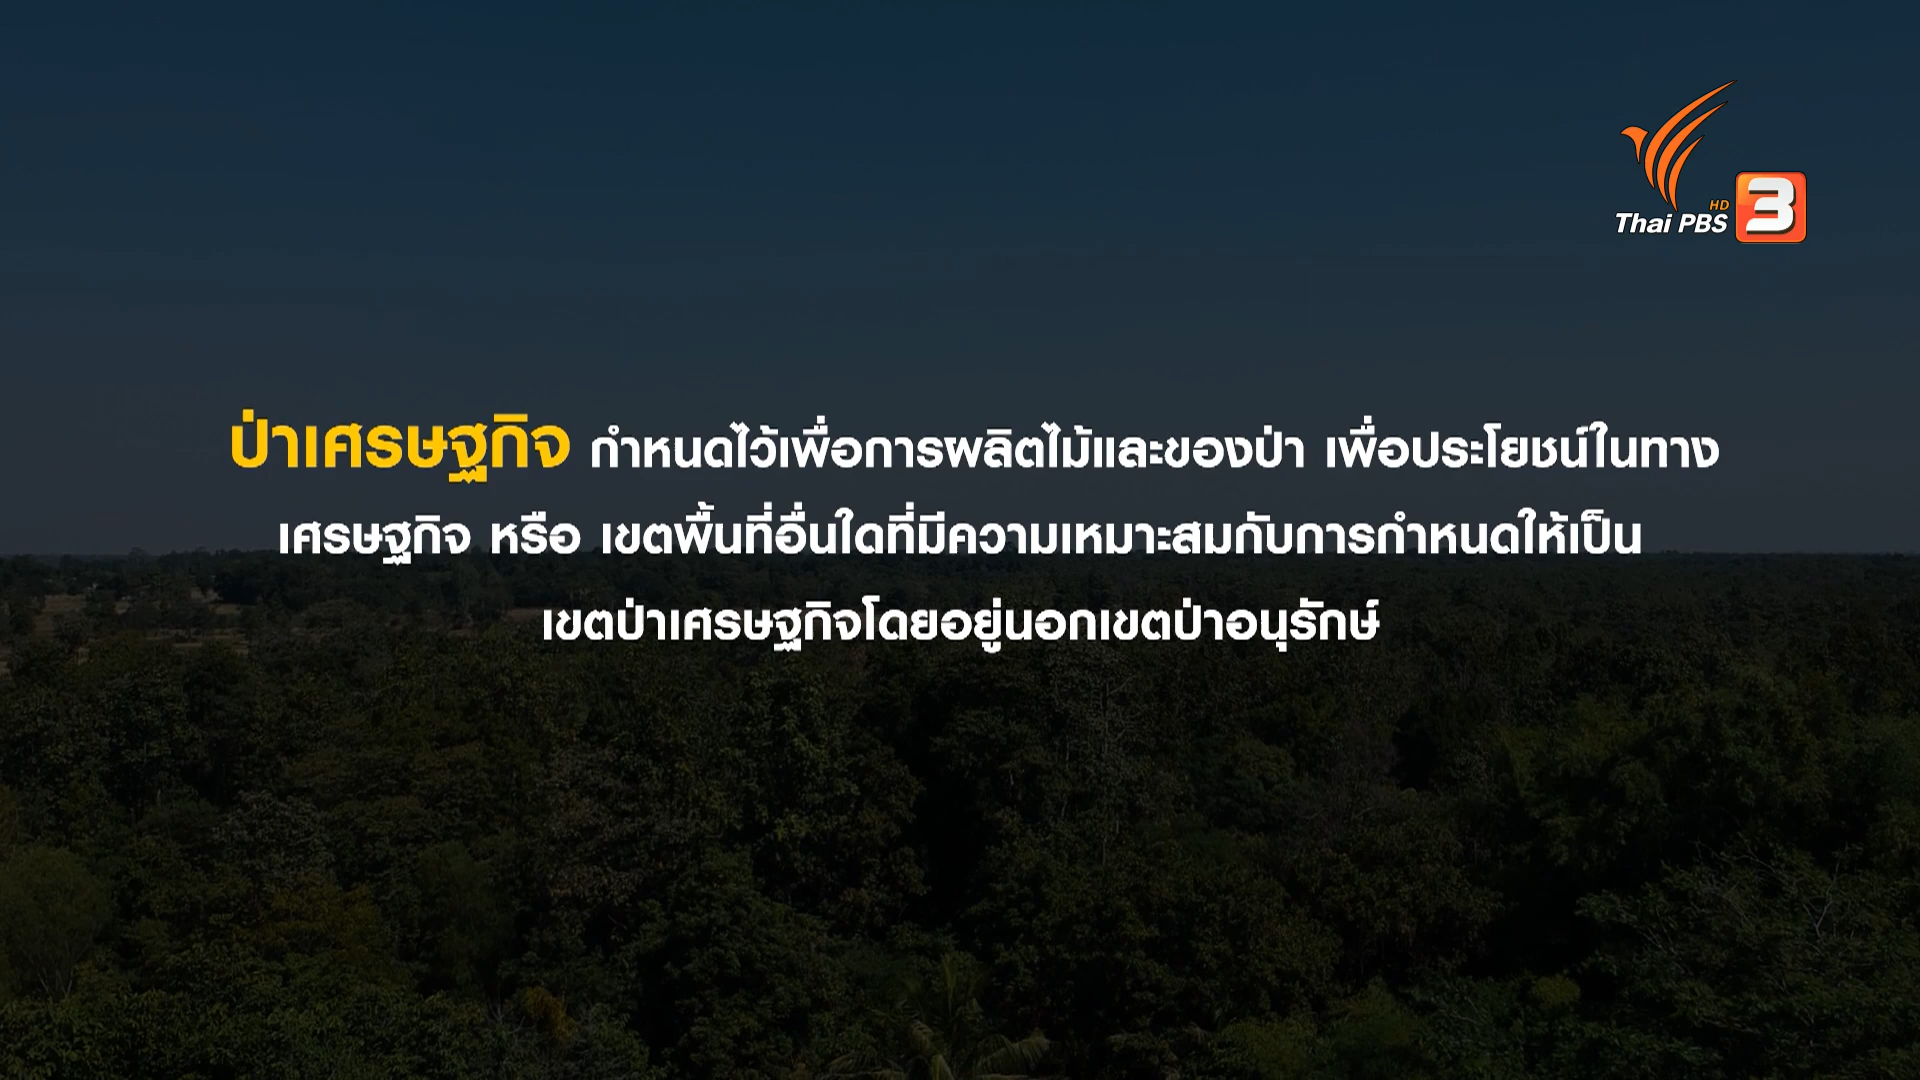 Thai PBS HD 3
ป่าเศรษฐกิจ กำหนดไว้เพื่อการผลิตไม้และของป่า เพื่อประโยชน์ในทาง
เศรษฐกิจ หรือ เขตพื้นที่อื่นใดที่มีความเหมาะสมกับการกำหนดให้เป็น
เขตป่าเศรษฐกิจโดยอยู่นอกเขตป่าอนุรักษ์